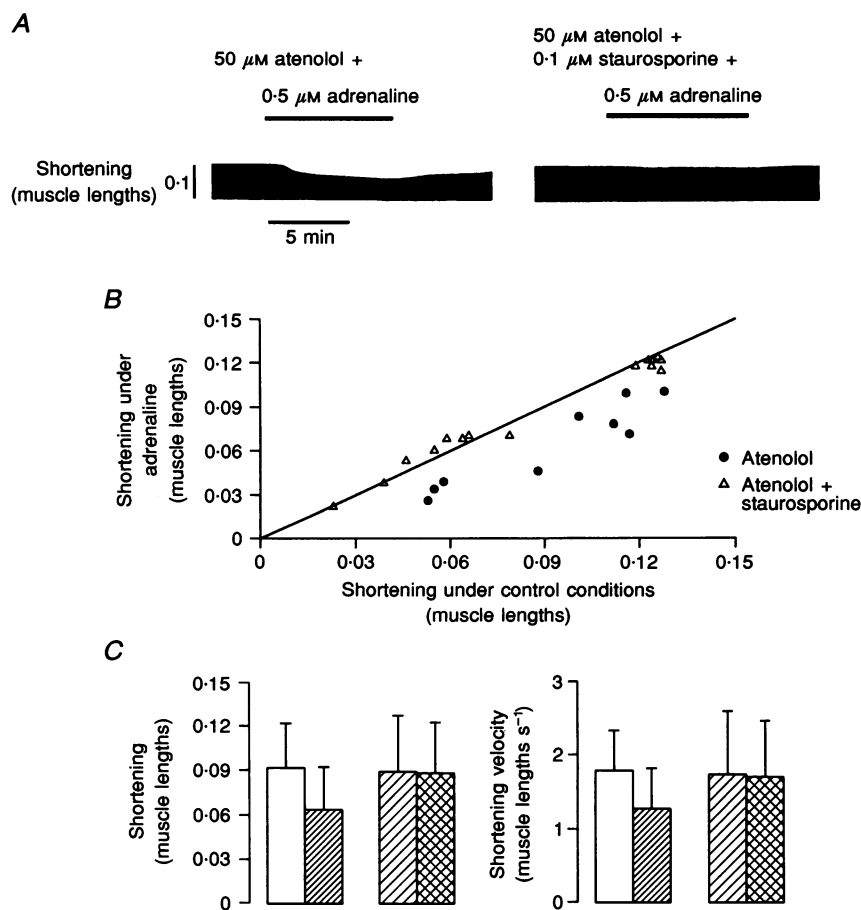 A
50 μM atenolol +
0·5 μM adrenaline
50 μM atenolol +
0·1 μM staurosporine +
0·5 μM adrenaline
Shortening
(muscle lengths)
0·1
5 min
B
Shortening under
adrenaline
(muscle lengths)
0·15
0·12
0·09
0·06
0·03
0
0
0·03
0·06
0·09
0·12
0·15
Shortening under control conditions
(muscle lengths)
Atenolol
Atenolol +
staurosporine
C
Shortening
(muscle lengths)
0·15
0·12
0·09
0·06
0·03
0
Shortening velocity
(muscle lengths s⁻¹)
3
2
1
0